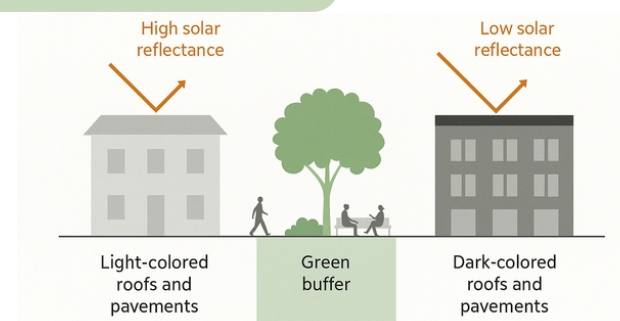 High solar
reflectance
Low solar
reflectance
Light-colored
roofs and
pavements
Green
buffer
Dark-colored
roofs and
pavements